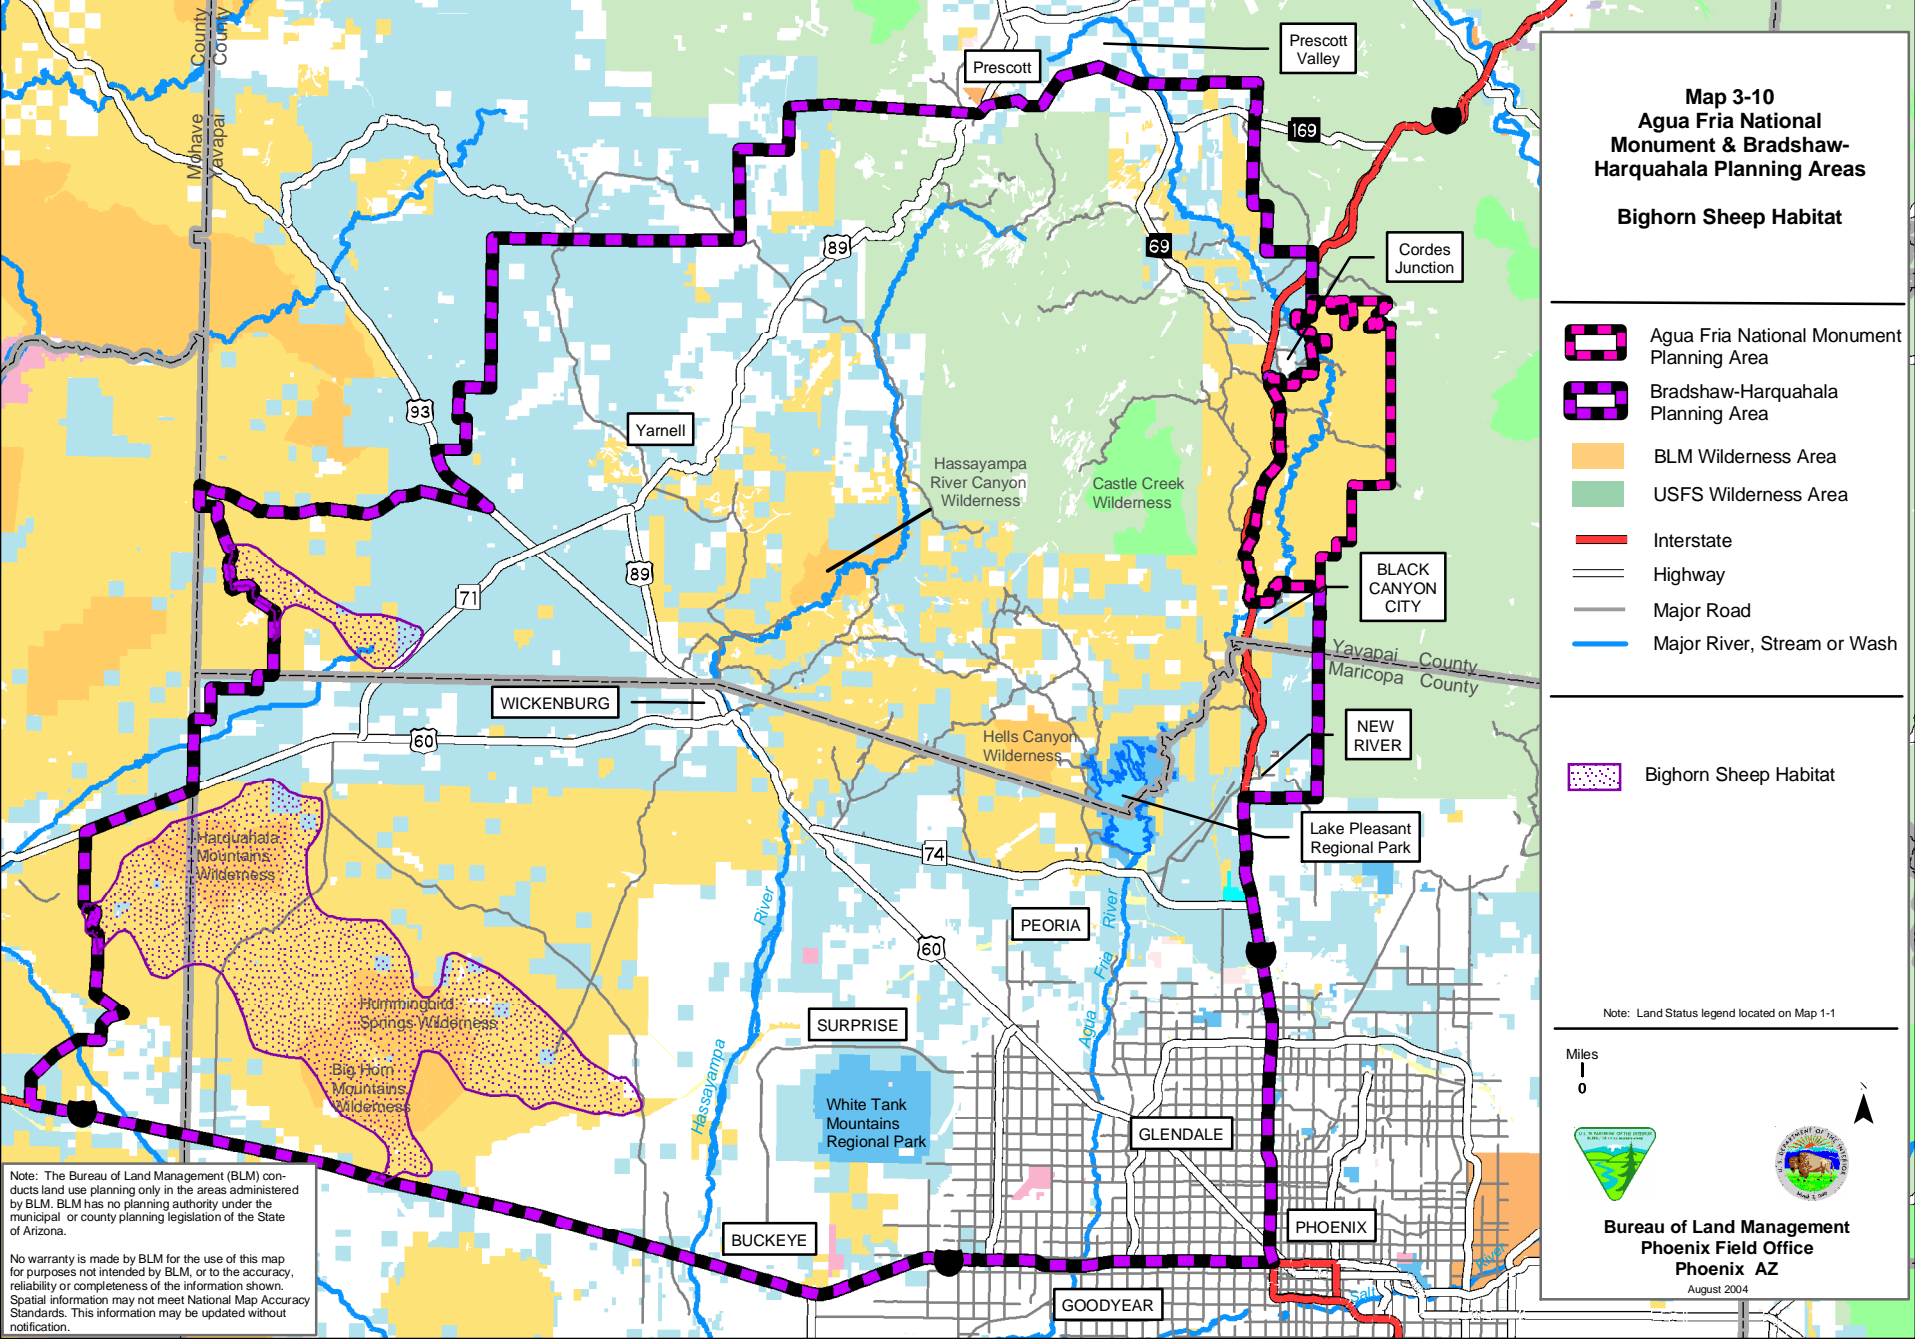 Map 3-10
Agua Fria National
Monument & Bradshaw-
Harquahala Planning Areas
Bighorn Sheep Habitat
Agua Fria National Monument
Planning Area
Bradshaw-Harquahala
Planning Area
BLM Wilderness Area
USFS Wilderness Area
Interstate
Highway
Major Road
Major River, Stream or Wash
Bighorn Sheep Habitat
Note: Land Status legend located on Map 1-1
Miles
0
N
Bureau of Land Management
Phoenix Field Office
Phoenix AZ
August 2004
Mohave County
Yavapai County
Prescott
Prescott
Valley
169
89
69
Cordes
Junction
93
Yarnell
Hassayampa
River Canyon
Wilderness
Castle Creek
Wilderness
89
71
BLACK
CANYON
CITY
Yavapai County
Maricopa County
WICKENBURG
60
Hells Canyon
Wilderness
NEW
RIVER
Lake Pleasant
Regional Park
Harquahala
Mountains
Wilderness
74
PEORIA
60
Hassayampa River
Agua Fria River
Hummingbird
Springs Wilderness
SURPRISE
Big Horn
Mountains
Wilderness
White Tank
Mountains
Regional Park
GLENDALE
BUCKEYE
PHOENIX
GOODYEAR
Salt River
Note: The Bureau of Land Management (BLM) con-
ducts land use planning only in the areas administered
by BLM. BLM has no planning authority under the
municipal or county planning legislation of the State
of Arizona.
No warranty is made by BLM for the use of this map
for purposes not intended by BLM, or to the accuracy,
reliability or completeness of the information shown.
Spatial information may not meet National Map Accuracy
Standards. This information may be updated without
notification.